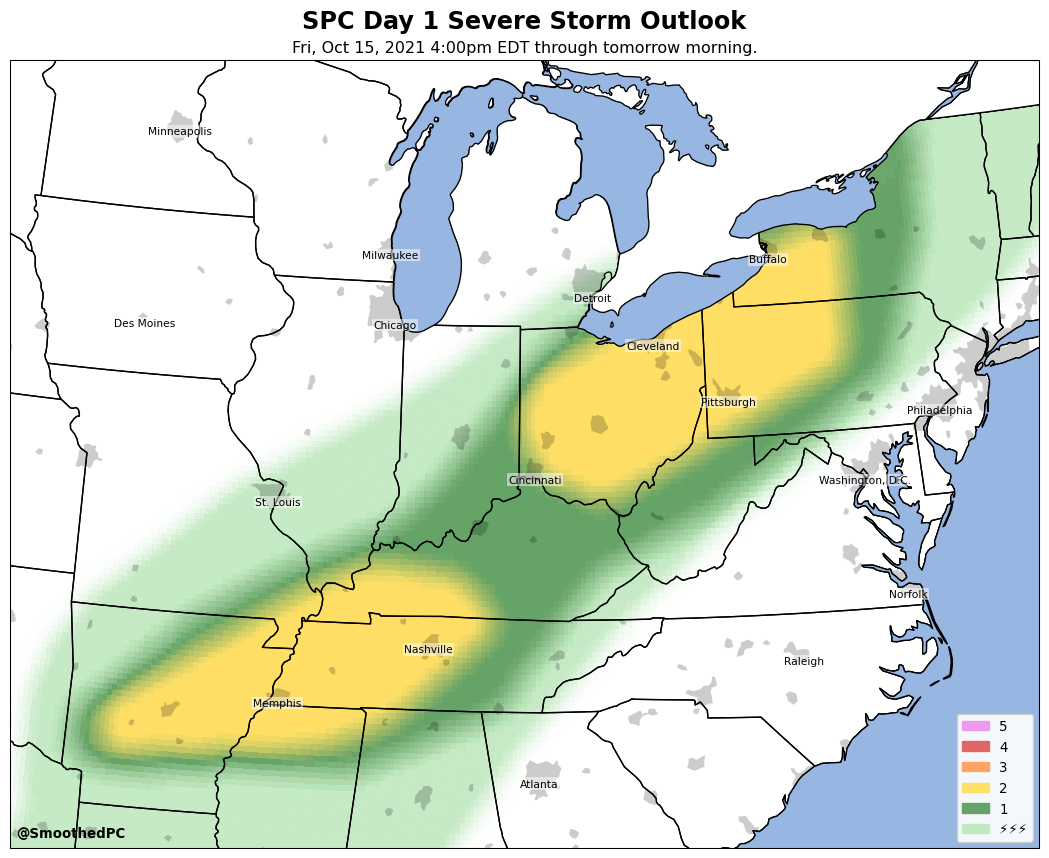 SPC Day 1 Severe Storm Outlook
Fri, Oct 15, 2021 4:00pm EDT through tomorrow morning.
Minneapolis
Milwaukee
Buffalo
Detroit
Des Moines
Chicago
Cleveland
Pittsburgh
Philadelphia
Cincinnati
Washington, D.C.
St. Louis
Norfolk
Nashville
Raleigh
Memphis
Atlanta
5
4
3
2
1
⚡⚡⚡
@SmoothedPC